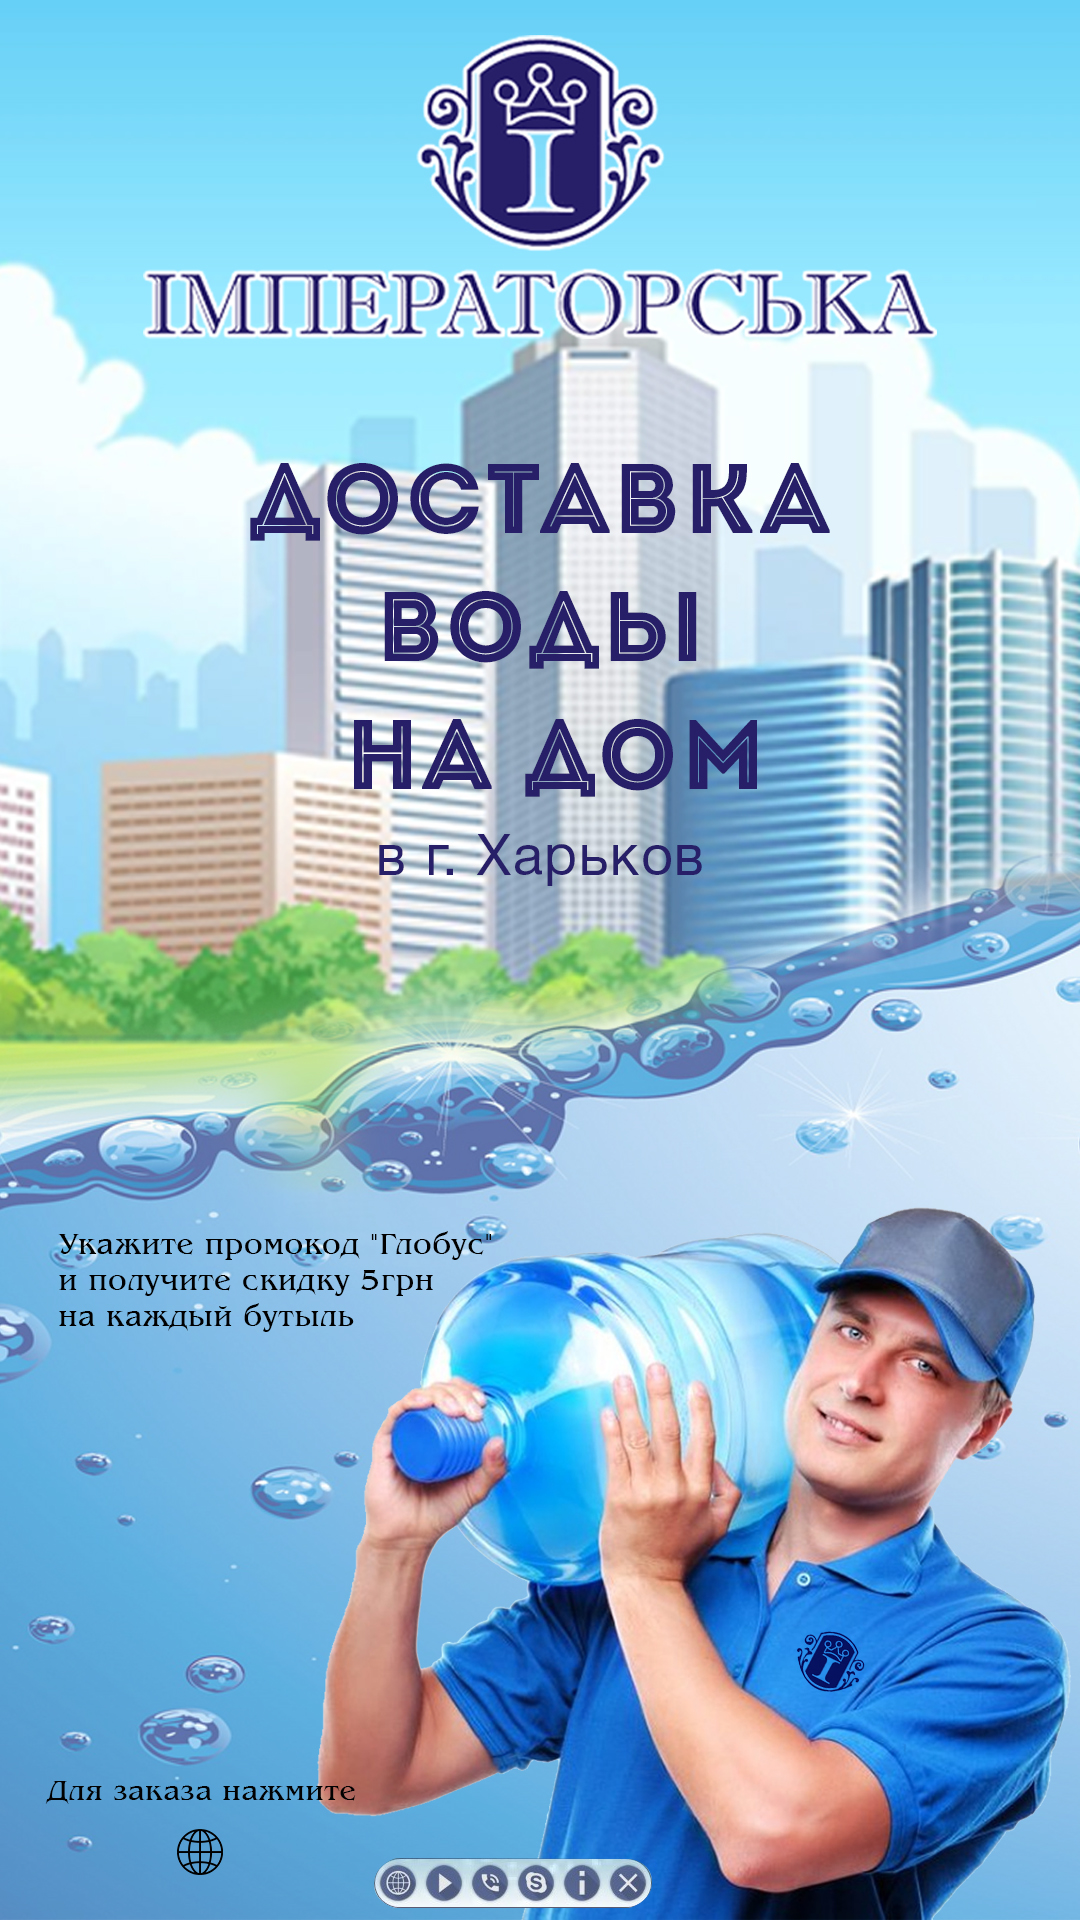 I
ІМПЕРАТОРСЬКА
ДОСТАВКА
ВОДЫ
НА ДОМ
в г. Харьков
Укажите промокод "Глобус"
и получите скидку 5грн
на каждый бутыль
I
Для заказа нажмите